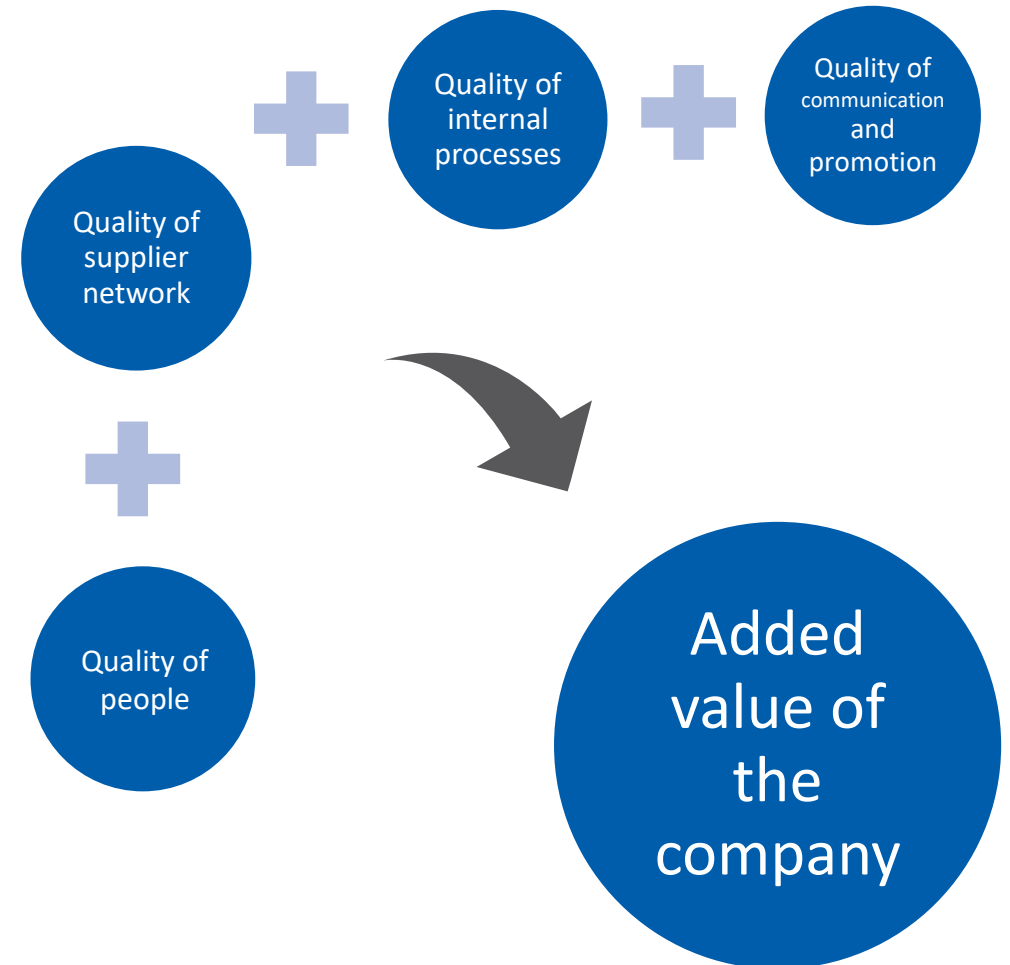 Quality of
internal
processes
Quality of
communication
and
promotion
Quality of
supplier
network
Quality of
people
Added
value of
the
company